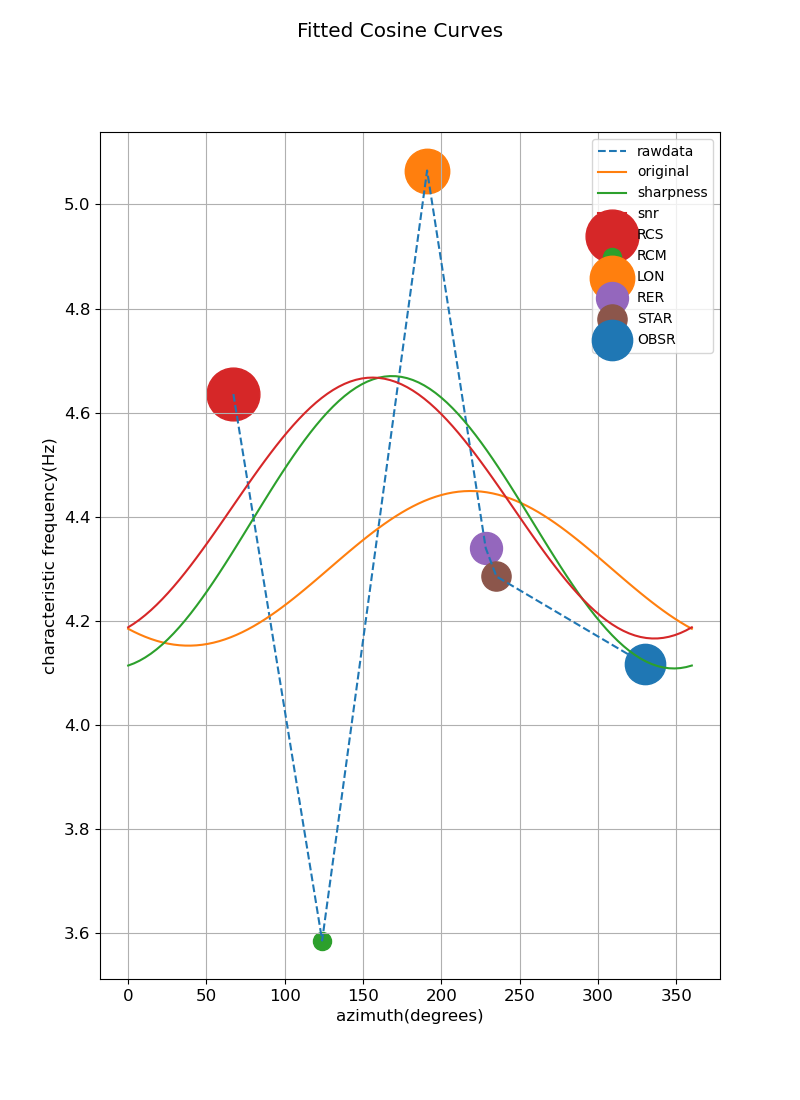 Fitted Cosine Curves
rawdata
original
sharpness
snr
RCS
RCM
LON
RER
STAR
OBSR
characteristic frequency(Hz)
5.0
4.8
4.6
4.4
4.2
4.0
3.8
3.6
0 50 100 150 200 250 300 350
azimuth(degrees)